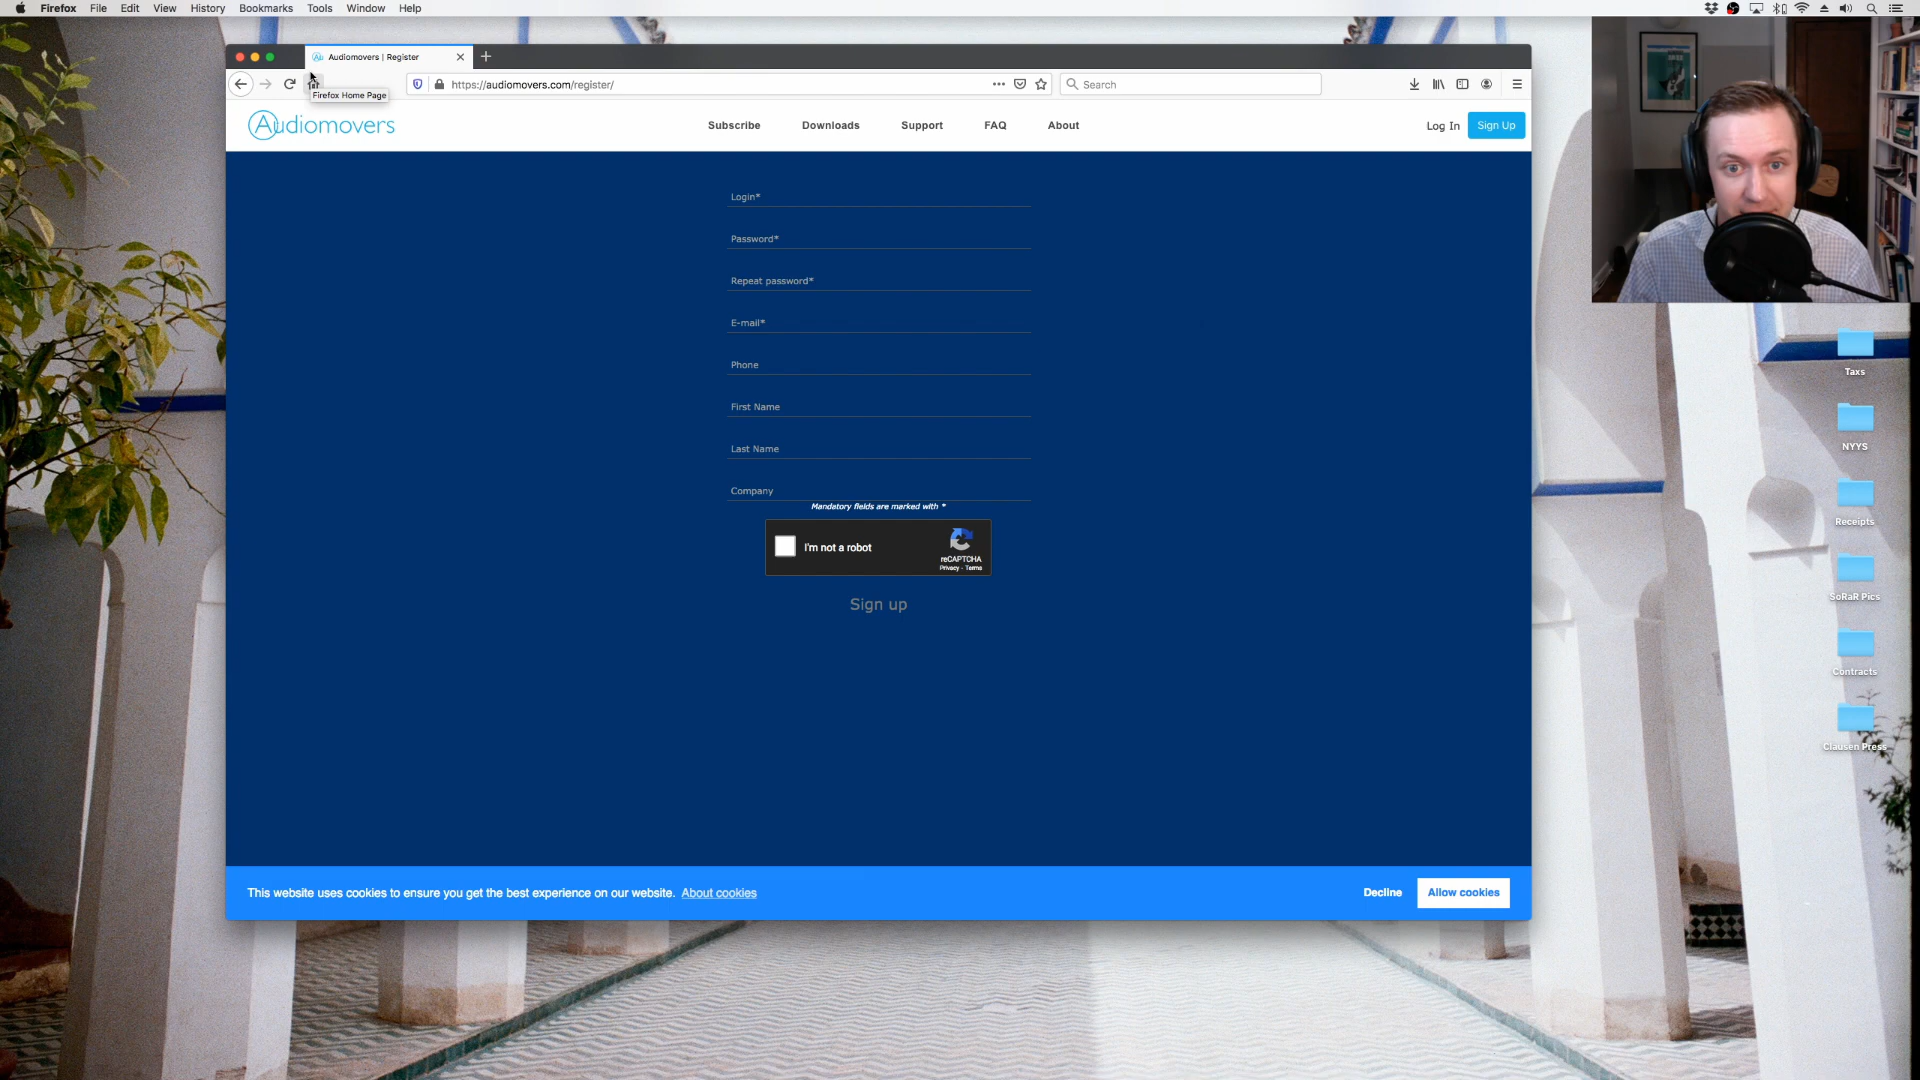 Firefox File Edit View History Bookmarks Tools Window Help
Audiomovers | Register
https://audiomovers.com/register/
Search
Firefox Home Page
Audiomovers
Subscribe Downloads Support FAQ About
Log In Sign Up
Login*
Password*
Repeat password*
E-mail*
Phone
First Name
Last Name
Company
Mandatory fields are marked with *
I'm not a robot
reCAPTCHA
Privacy - Terms
Sign up
This website uses cookies to ensure you get the best experience on our website. About cookies
Decline Allow cookies
Taxs
NYYS
Receipts
SoRaR Pics
Contracts
Clausen Press